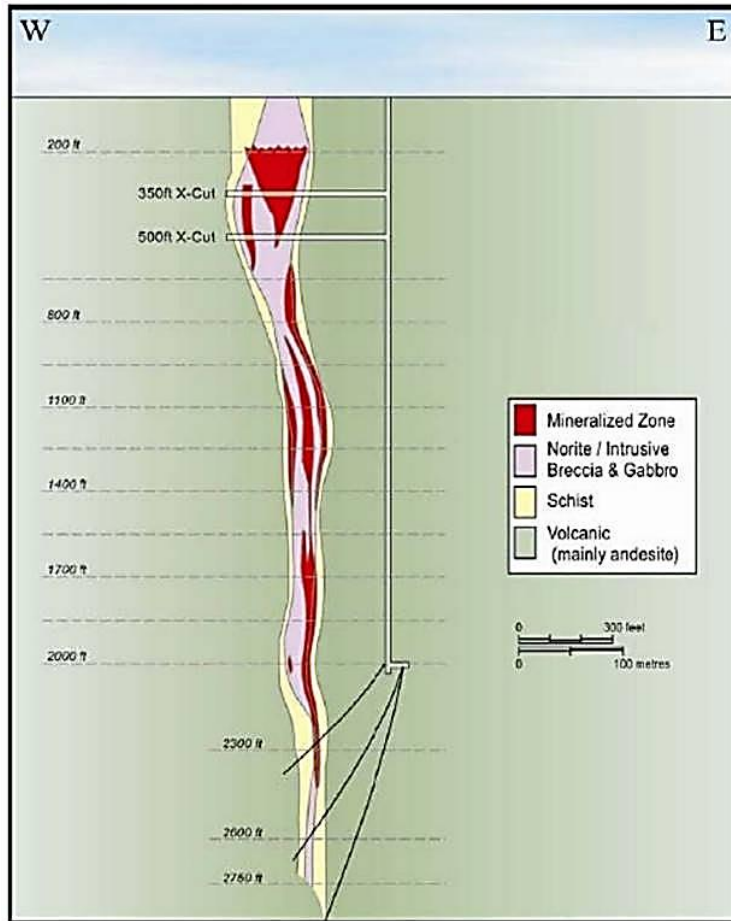 W E
200 ft
350ft X-Cut
500ft X-Cut
800 ft
1100 ft
1400 ft
1700 ft
2000 ft
2300 ft
2600 ft
2750 ft
Mineralized Zone
Norite / Intrusive
Breccia & Gabbro
Schist
Volcanic
(mainly andesite)
0 300 feet
0 100 metres